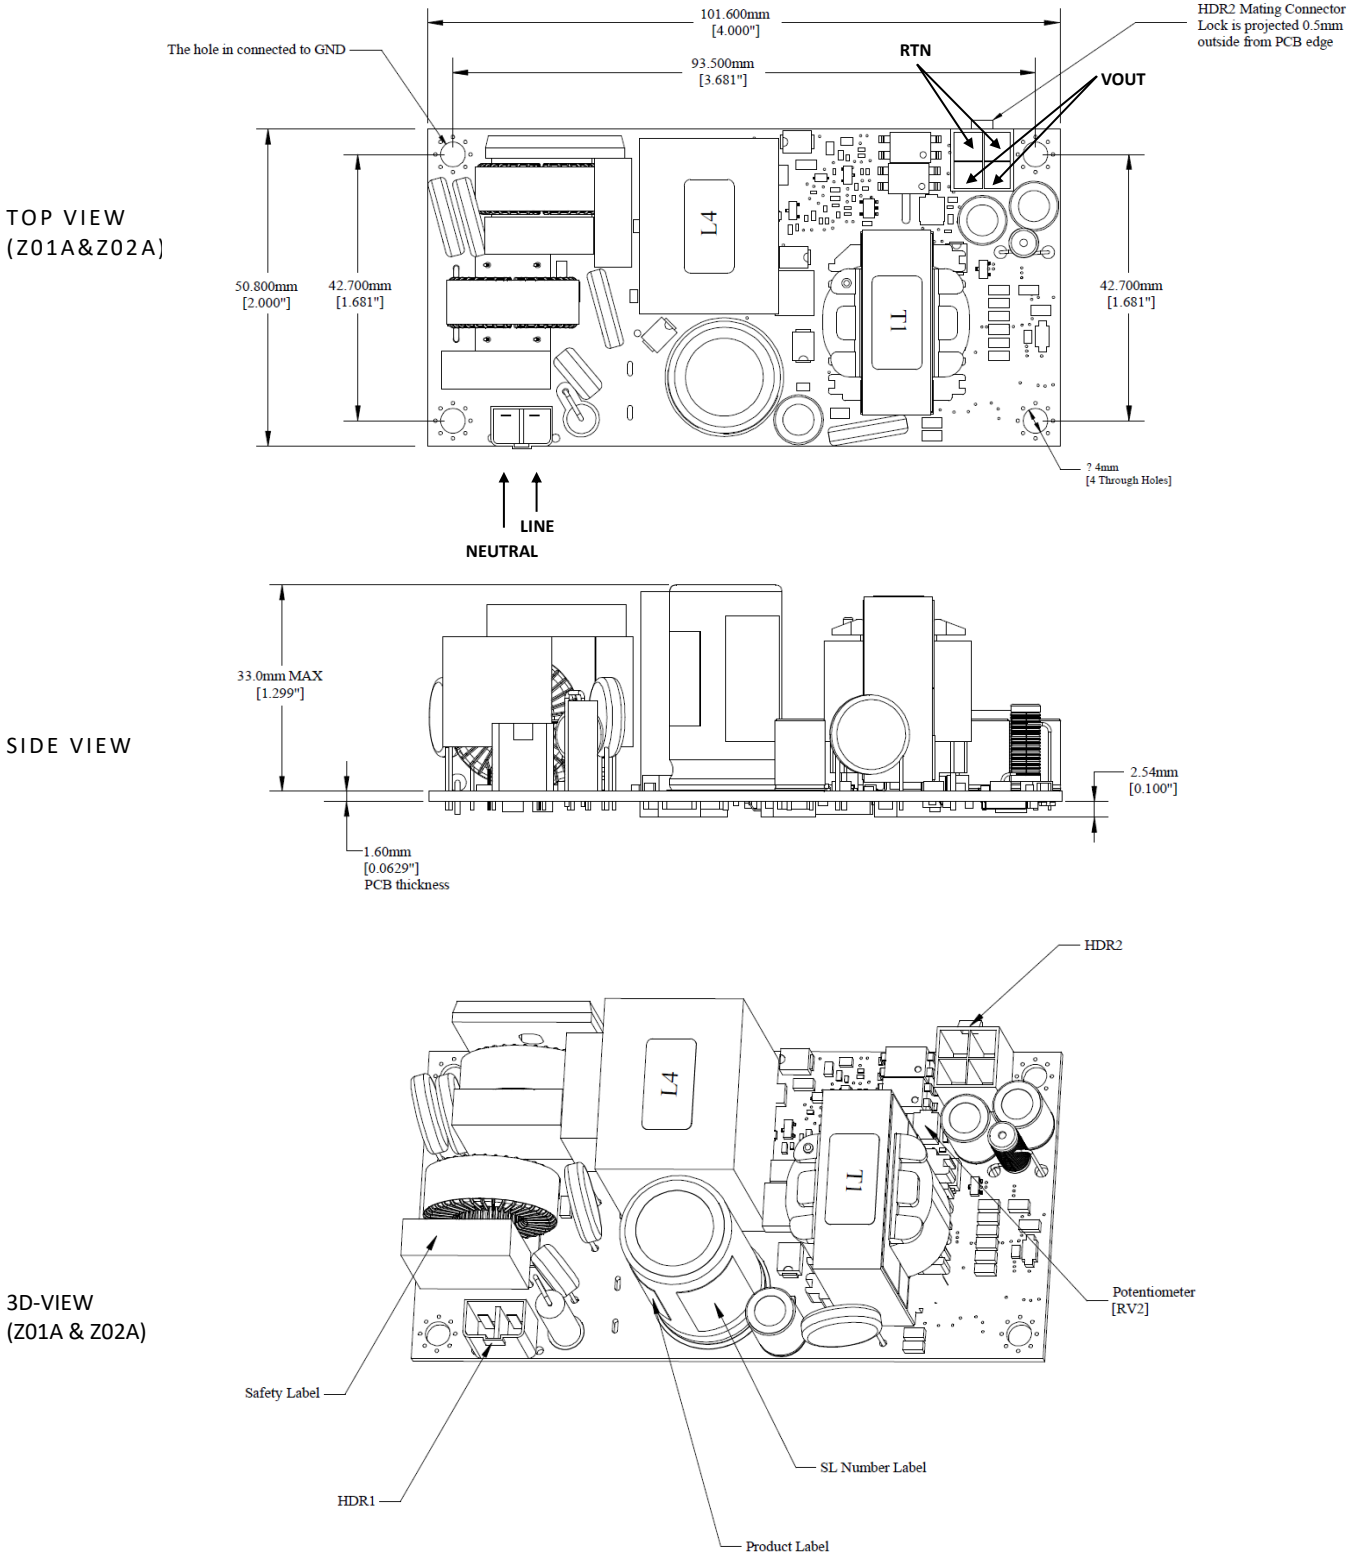 101.600mm
[4.000"]
HDR2 Mating Connector
Lock is projected 0.5mm
outside from PCB edge
The hole in connected to GND
93.500mm
[3.681"]
RTN
VOUT
TOP VIEW
(Z01A&Z02A)
50.800mm
[2.000"]
42.700mm
[1.681"]
L4
T1
42.700mm
[1.681"]
? 4mm
[4 Through Holes]
LINE
NEUTRAL
33.0mm MAX
[1.299"]
SIDE VIEW
2.54mm
[0.100"]
1.60mm
[0.0629"]
PCB thickness
HDR2
L4
T1
3D-VIEW
(Z01A & Z02A)
Potentiometer
[RV2]
Safety Label
SL Number Label
HDR1
Product Label